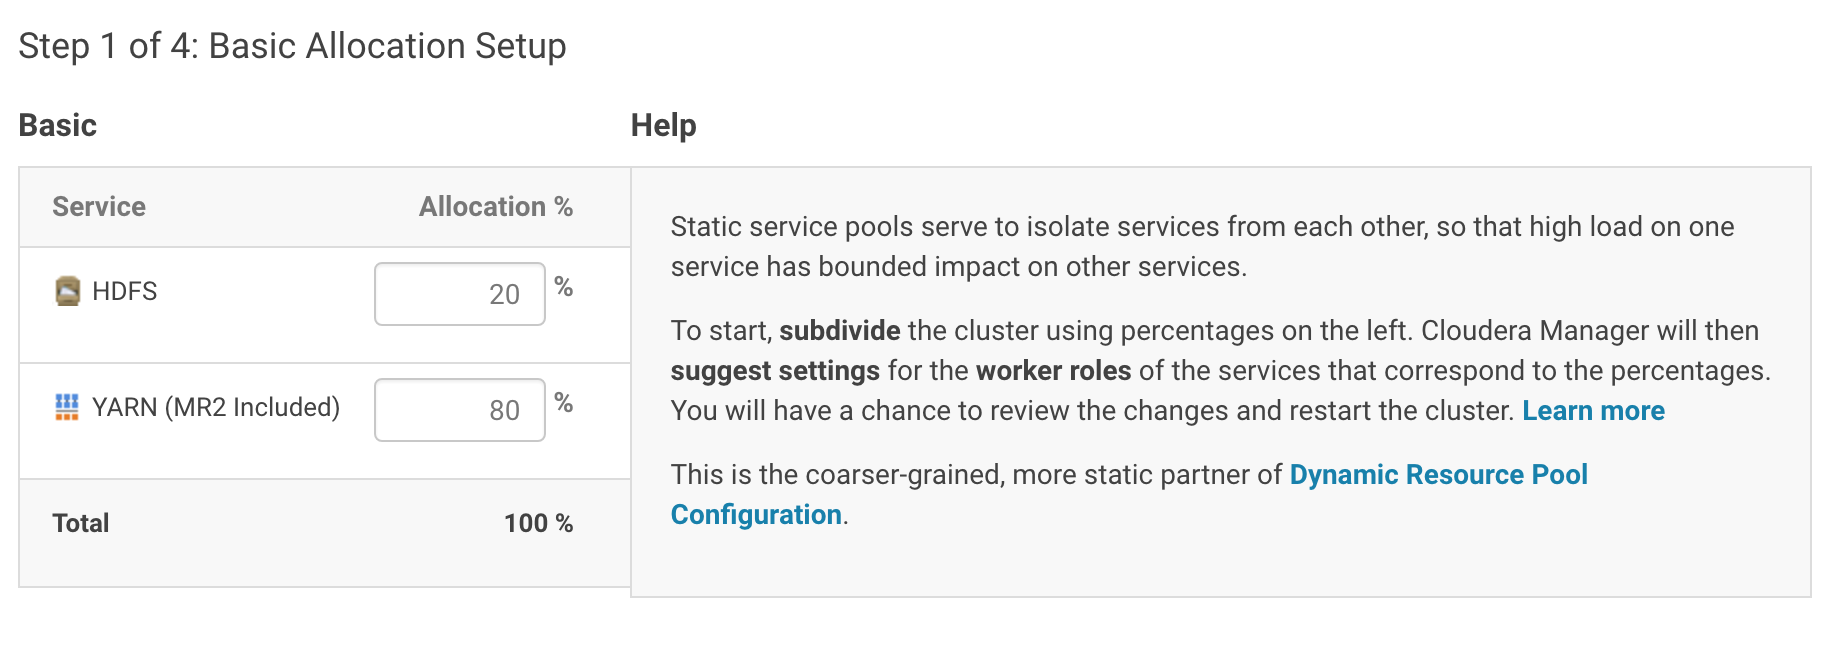 Step 1 of 4: Basic Allocation Setup
Basic
Service Allocation %
HDFS 20 %
YARN (MR2 Included) 80 %
Total 100 %
Help
Static service pools serve to isolate services from each other, so that high load on one
service has bounded impact on other services.
To start, subdivide the cluster using percentages on the left. Cloudera Manager will then
suggest settings for the worker roles of the services that correspond to the percentages.
You will have a chance to review the changes and restart the cluster. Learn more
This is the coarser-grained, more static partner of Dynamic Resource Pool
Configuration.